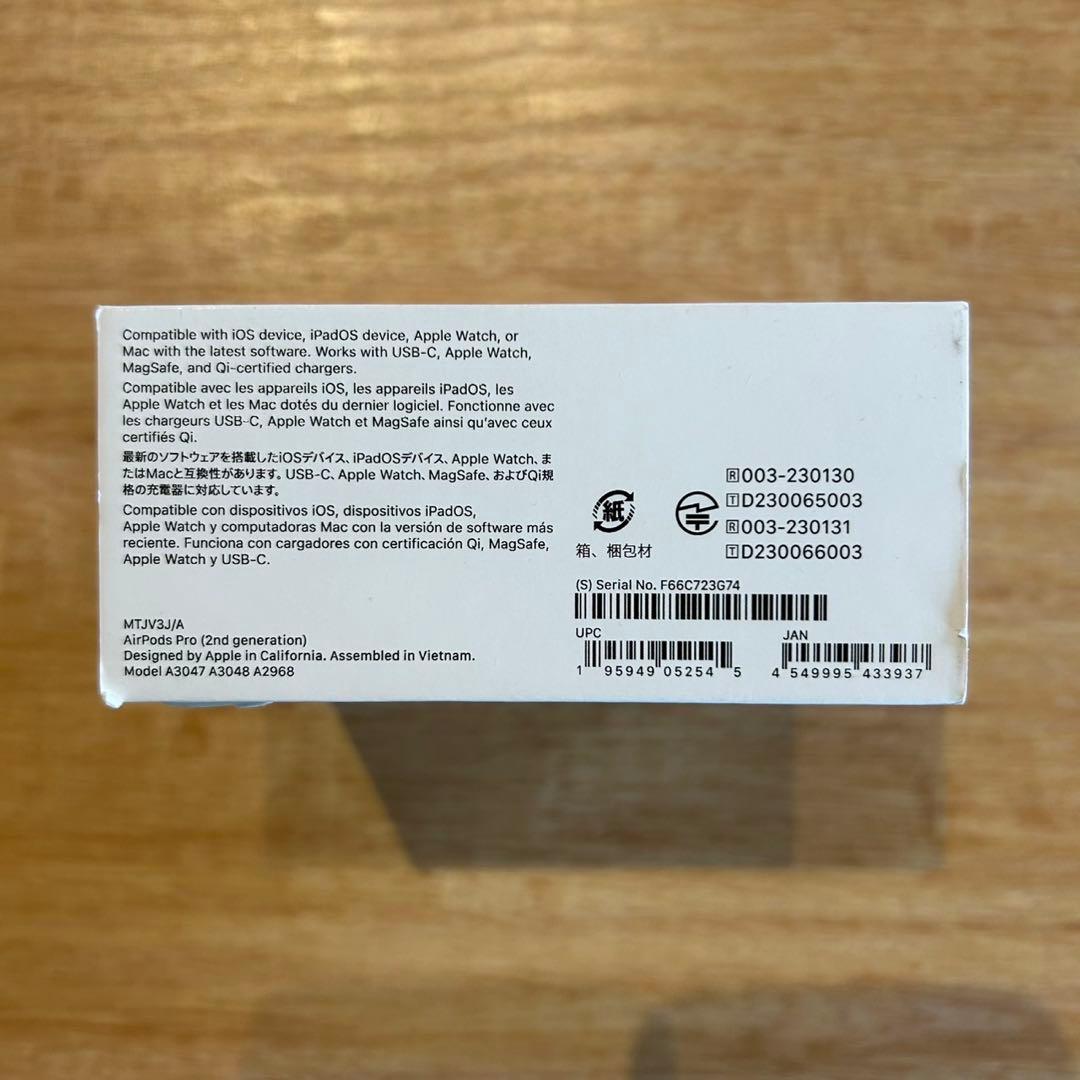 Compatible with iOS device, iPadOS device, Apple Watch, or
Mac with the latest software. Works with USB-C, Apple Watch,
MagSafe, and Qi-certified chargers.
Compatible avec les appareils iOS, les appareils iPadOS, les
Apple Watch et les Mac dotés du dernier logiciel. Fonctionne avec
les chargeurs USB-C, Apple Watch et MagSafe ainsi qu'avec ceux
certifiés Qi.
最新のソフトウェアを搭載したiOSデバイス、iPadOSデバイス、Apple Watch、ま
たはMacと互換性があります。USB-C、Apple Watch、MagSafe、およびQi規
格の充電器に対応しています。
Compatible con dispositivos iOS, dispositivos iPadOS,
Apple Watch y computadoras Mac con la versión de software más
reciente. Funciona con cargadores con certificación Qi, MagSafe,
Apple Watch y USB-C.
MTJV3J/A
AirPods Pro (2nd generation)
Designed by Apple in California. Assembled in Vietnam.
Model A3047 A3048 A2968
紙
箱、梱包材
R 003-230130
T D230065003
R 003-230131
T D230066003
(S) Serial No. F66C723G74
UPC
1 95949 05254 5
JAN
4 549995 433937